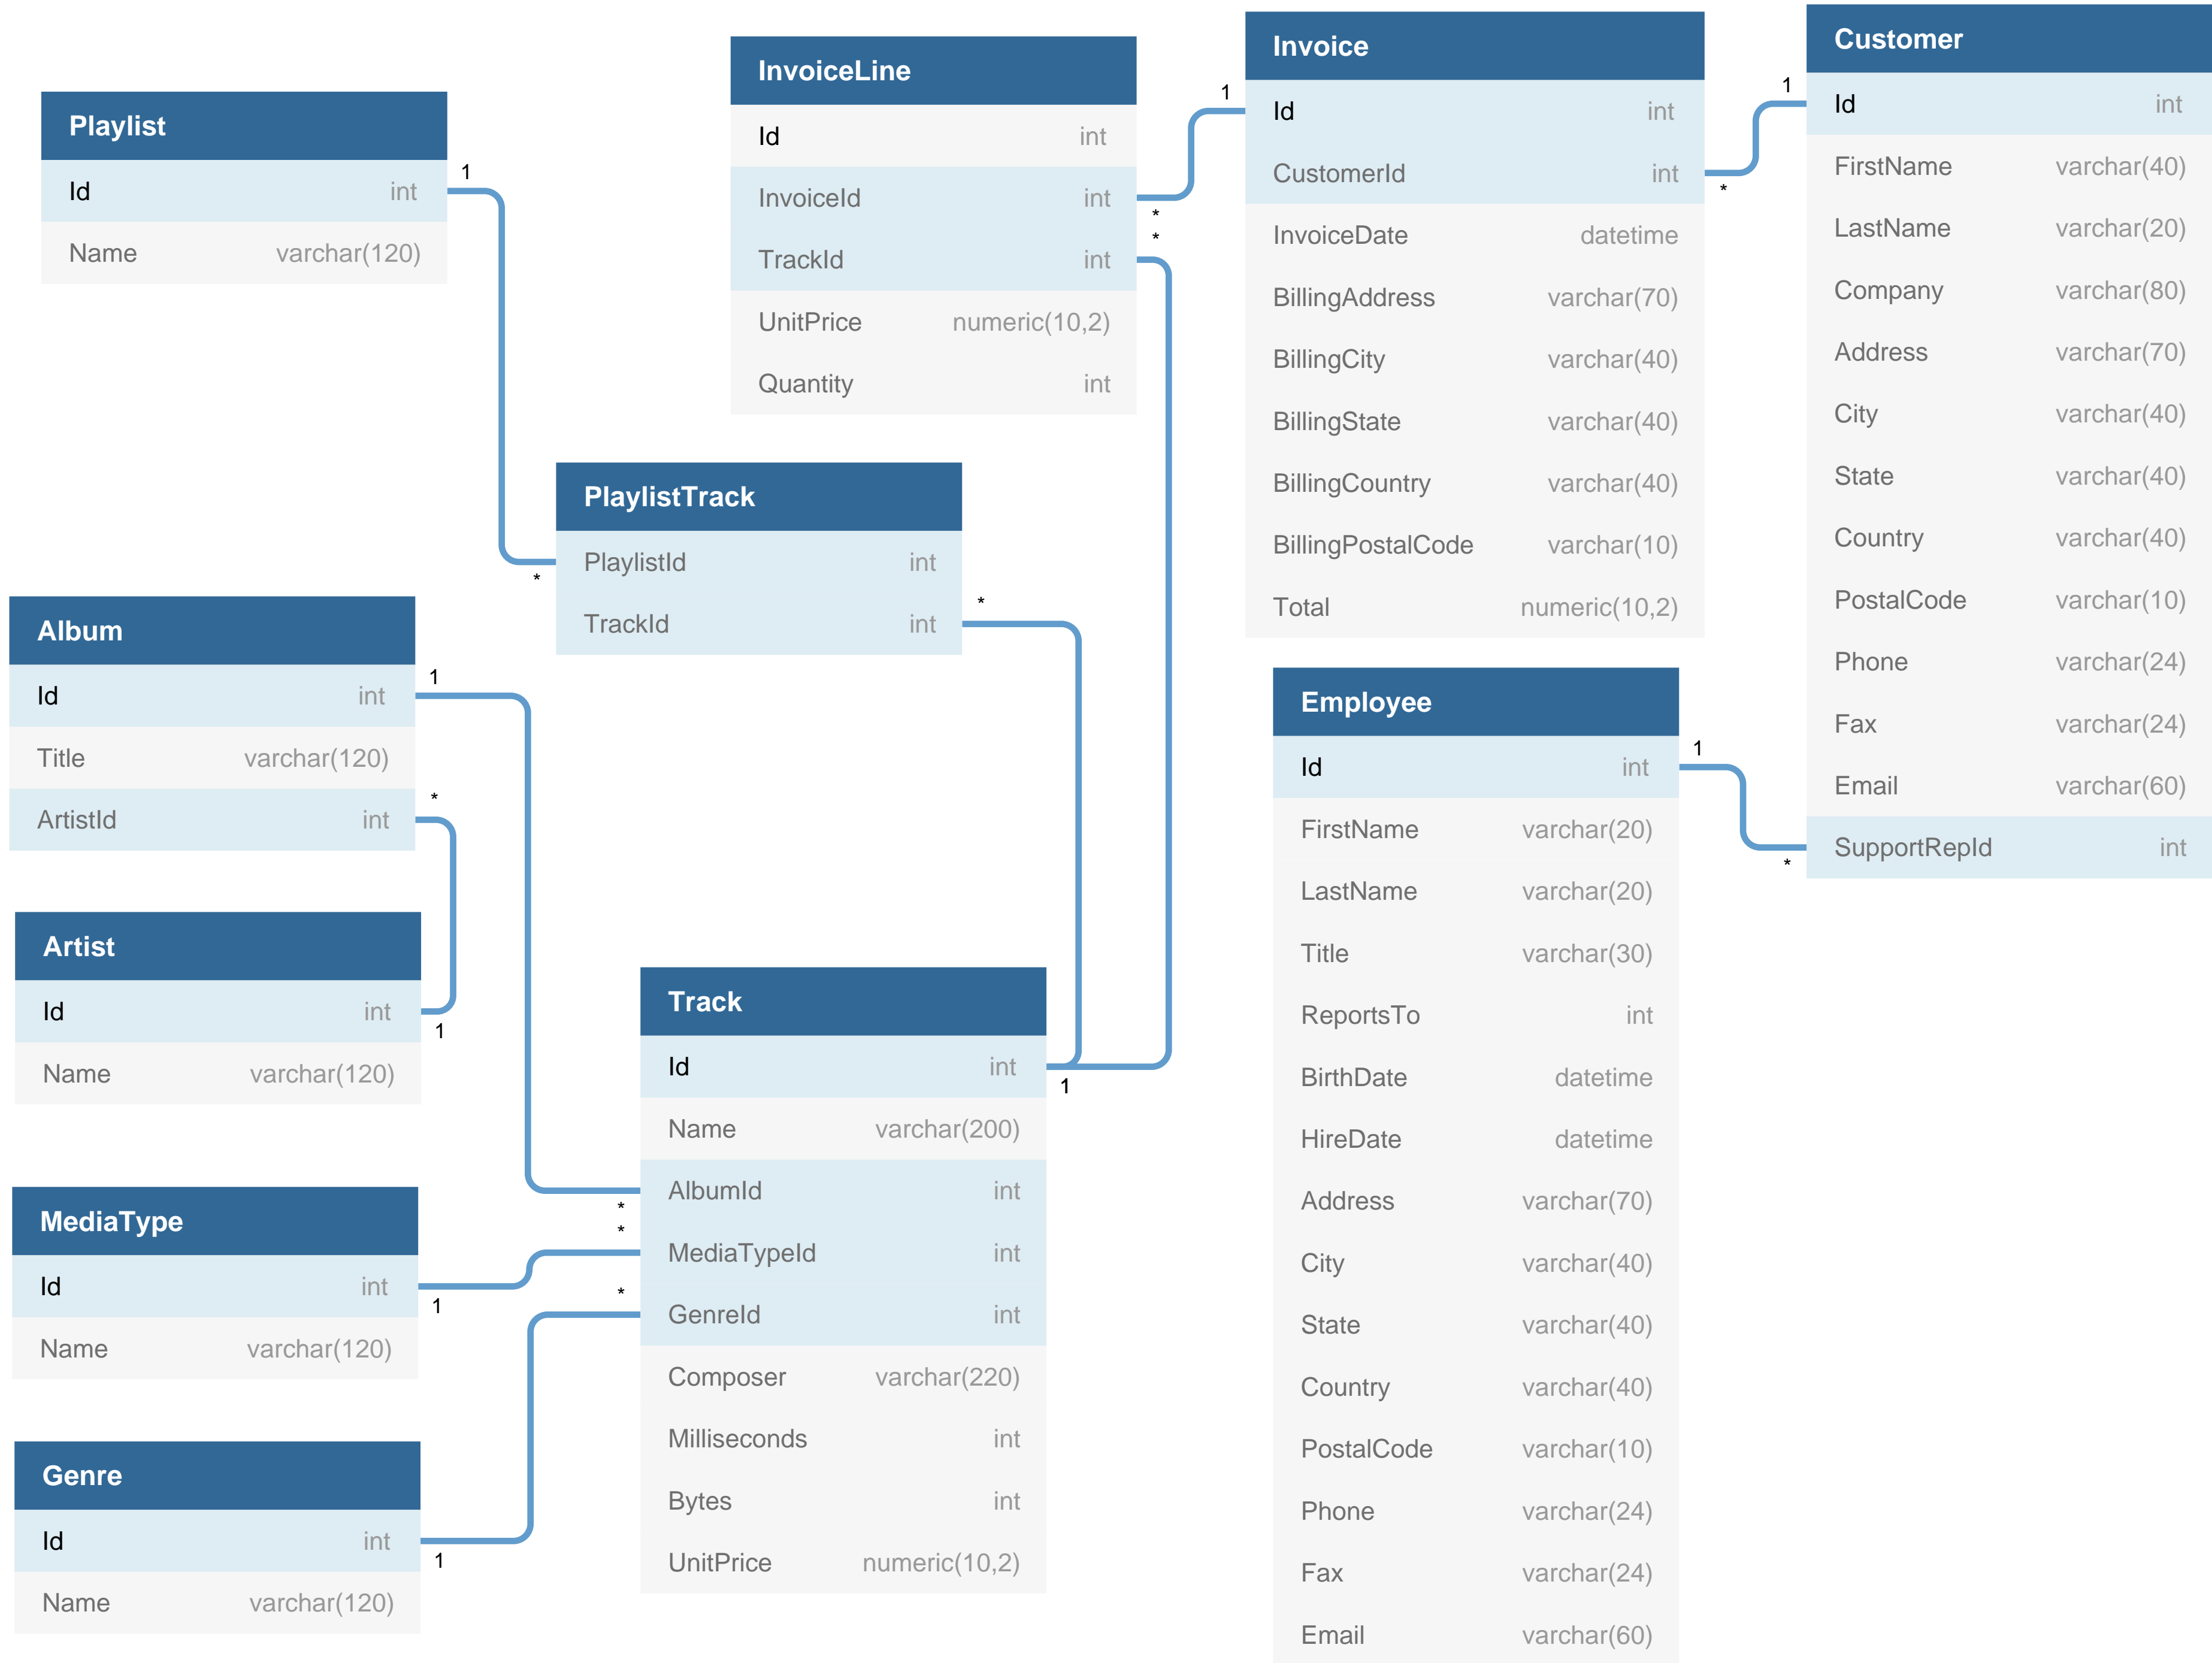 Playlist
Id int
Name varchar(120)
1
*
InvoiceLine
Id int
InvoiceId int
TrackId int
UnitPrice numeric(10,2)
Quantity int
*
*
1
Invoice
Id int
CustomerId int
InvoiceDate datetime
BillingAddress varchar(70)
BillingCity varchar(40)
BillingState varchar(40)
BillingCountry varchar(40)
BillingPostalCode varchar(10)
Total numeric(10,2)
*
1
Customer
Id int
FirstName varchar(40)
LastName varchar(20)
Company varchar(80)
Address varchar(70)
City varchar(40)
State varchar(40)
Country varchar(40)
PostalCode varchar(10)
Phone varchar(24)
Fax varchar(24)
Email varchar(60)
SupportRepId int
*
PlaylistTrack
PlaylistId int
TrackId int
*
Album
Id int
Title varchar(120)
ArtistId int
1
*
Artist
Id int
Name varchar(120)
1
MediaType
Id int
Name varchar(120)
1
Genre
Id int
Name varchar(120)
1
Track
Id int
Name varchar(200)
AlbumId int
MediaTypeId int
GenreId int
Composer varchar(220)
Milliseconds int
Bytes int
UnitPrice numeric(10,2)
1
*
*
*
Employee
Id int
FirstName varchar(20)
LastName varchar(20)
Title varchar(30)
ReportsTo int
BirthDate datetime
HireDate datetime
Address varchar(70)
City varchar(40)
State varchar(40)
Country varchar(40)
PostalCode varchar(10)
Phone varchar(24)
Fax varchar(24)
Email varchar(60)
1